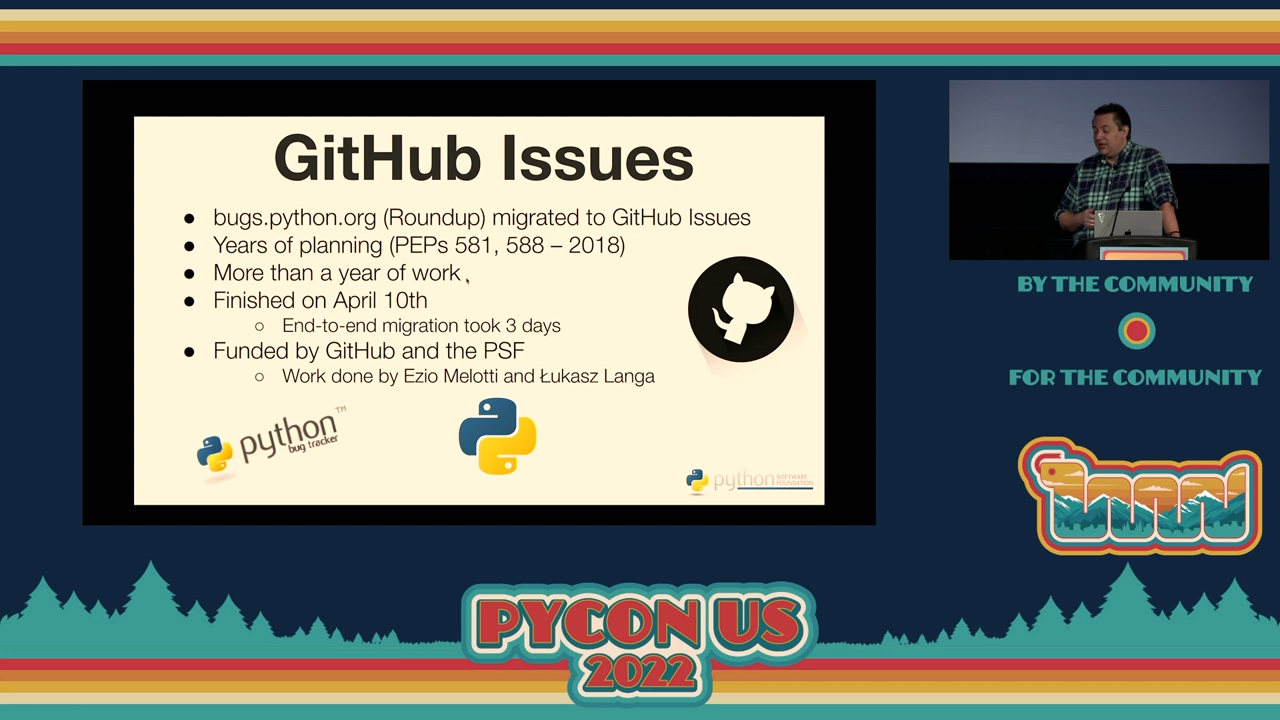 GitHub Issues
● bugs.python.org (Roundup) migrated to GitHub Issues
● Years of planning (PEPs 581, 588 – 2018)
● More than a year of work
● Finished on April 10th
○ End-to-end migration took 3 days
● Funded by GitHub and the PSF
○ Work done by Ezio Melotti and Łukasz Langa
python™
bug tracker
python SOFTWARE
FOUNDATION
BY THE COMMUNITY
FOR THE COMMUNITY
PYCON US
2022